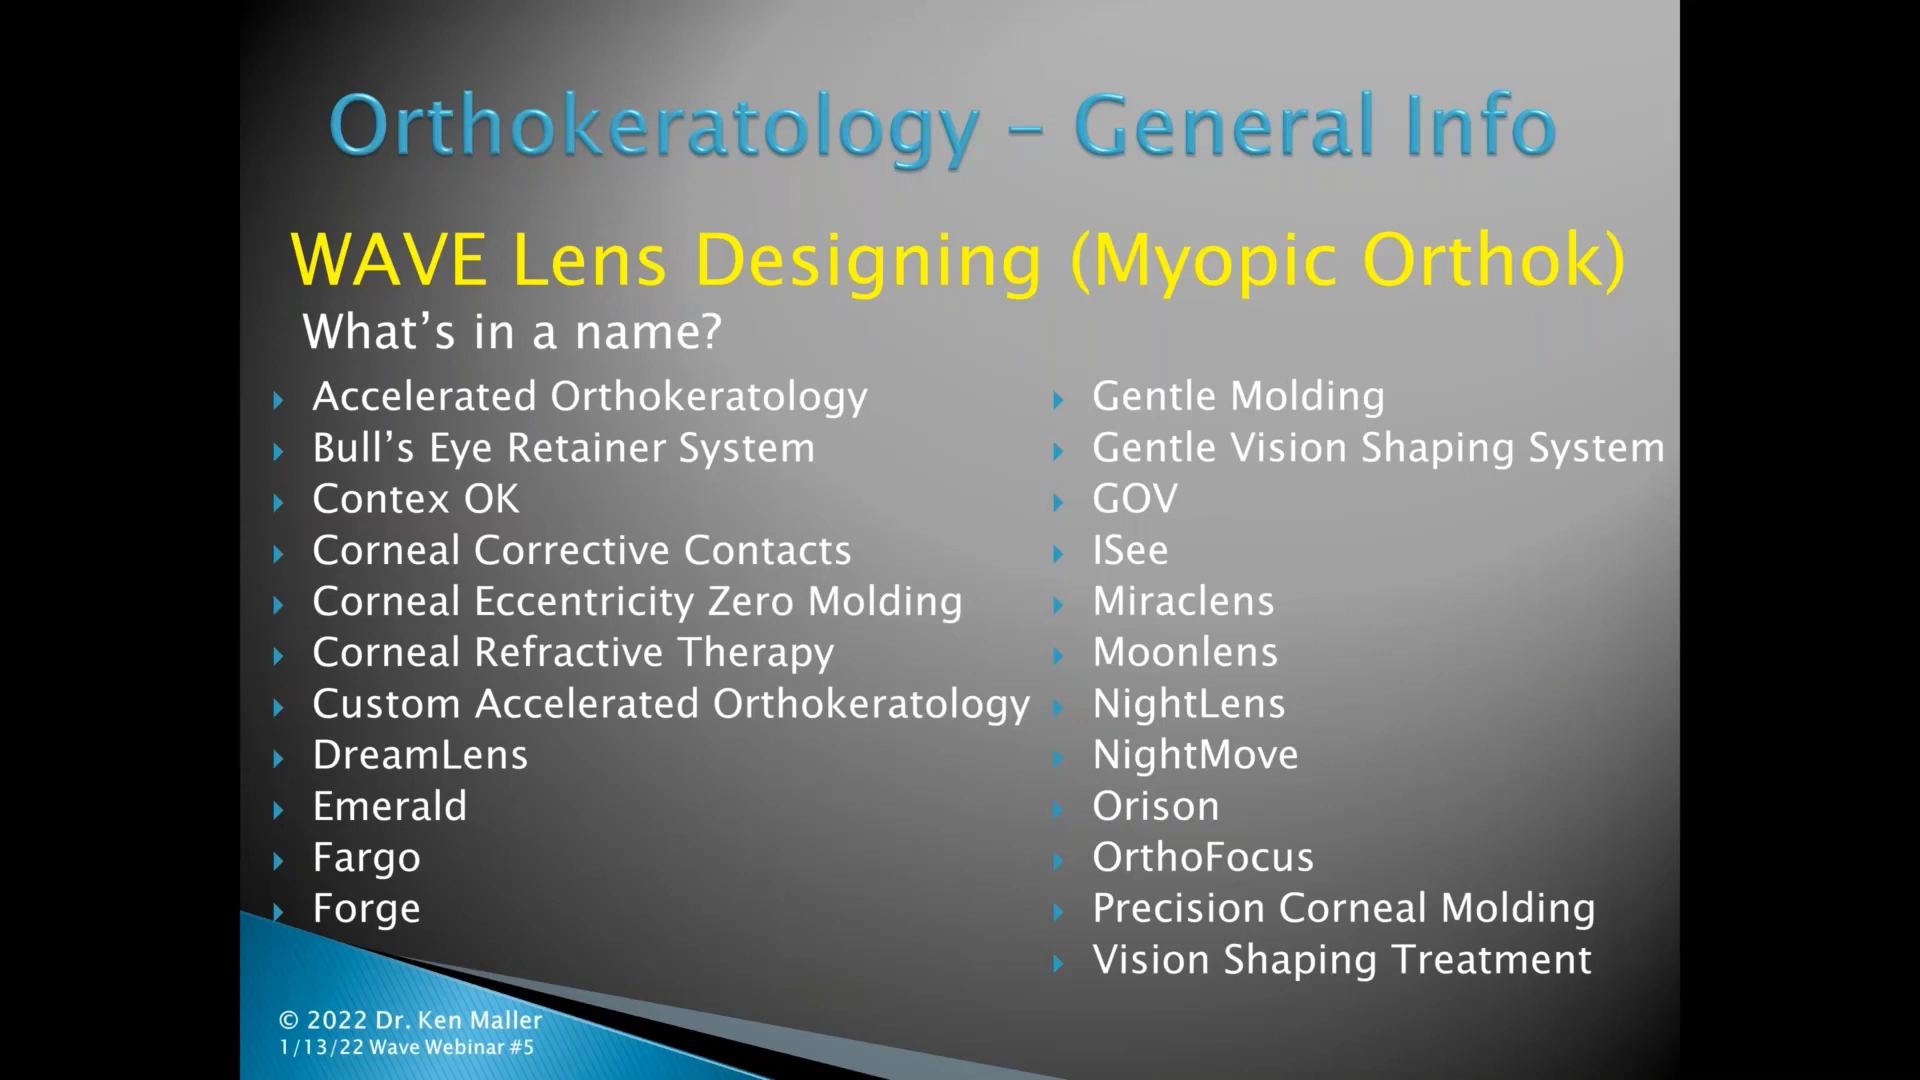 Orthokeratology – General Info
WAVE Lens Designing (Myopic Orthok)
What’s in a name?
Accelerated Orthokeratology
Bull’s Eye Retainer System
Contex OK
Corneal Corrective Contacts
Corneal Eccentricity Zero Molding
Corneal Refractive Therapy
Custom Accelerated Orthokeratology
DreamLens
Emerald
Fargo
Forge
Gentle Molding
Gentle Vision Shaping System
GOV
ISee
Miraclens
Moonlens
NightLens
NightMove
Orison
OrthoFocus
Precision Corneal Molding
Vision Shaping Treatment
© 2022 Dr. Ken Maller
1/13/22 Wave Webinar #5